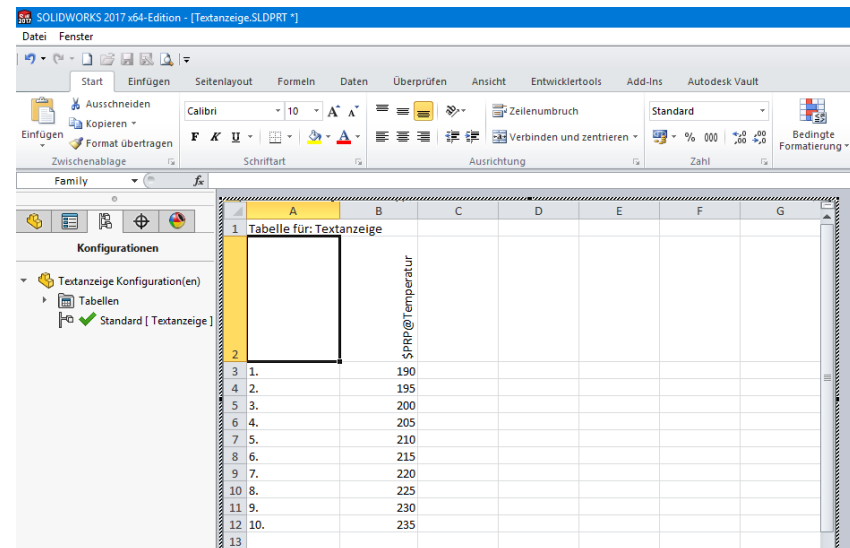 SOLIDWORKS 2017 x64-Edition - [Textanzeige.SLDPRT *]
Datei Fenster
Start Einfügen Seitenlayout Formeln Daten Überprüfen Ansicht Entwicklertools Add-Ins Autodesk Vault
Einfügen
Ausschneiden
Kopieren
Format übertragen
Zwischenablage
Calibri 10 A A
F K U A
Schriftart
Zeilenumbruch
Verbinden und zentrieren
Ausrichtung
Standard
% 000 ,00 ,00
Zahl
Bedingte
Formatierung
Family fx
Konfigurationen
Textanzeige Konfiguration(en)
Tabellen
Standard [ Textanzeige ]
A B C D E F G
1 Tabelle für: Textanzeige
2 $PRP@Temperatur
3 1. 190
4 2. 195
5 3. 200
6 4. 205
7 5. 210
8 6. 215
9 7. 220
10 8. 225
11 9. 230
12 10. 235
13